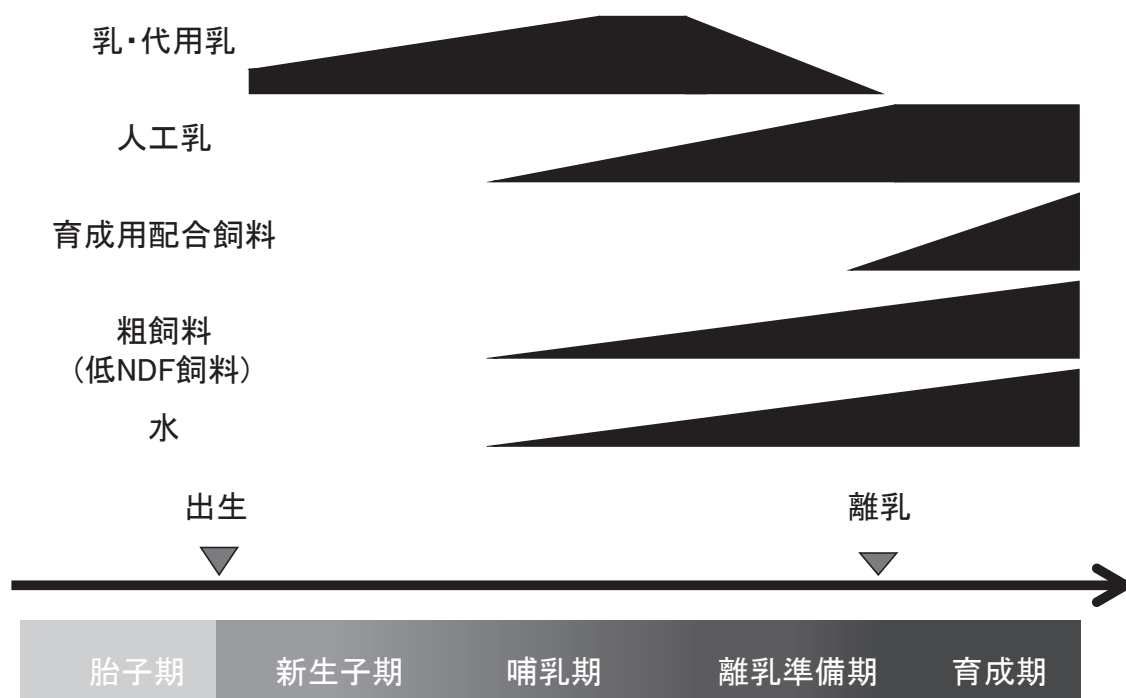 乳・代用乳
人工乳
育成用配合飼料
粗飼料
（低NDF飼料）
水
出生
離乳
胎子期
新生子期
哺乳期
離乳準備期
育成期